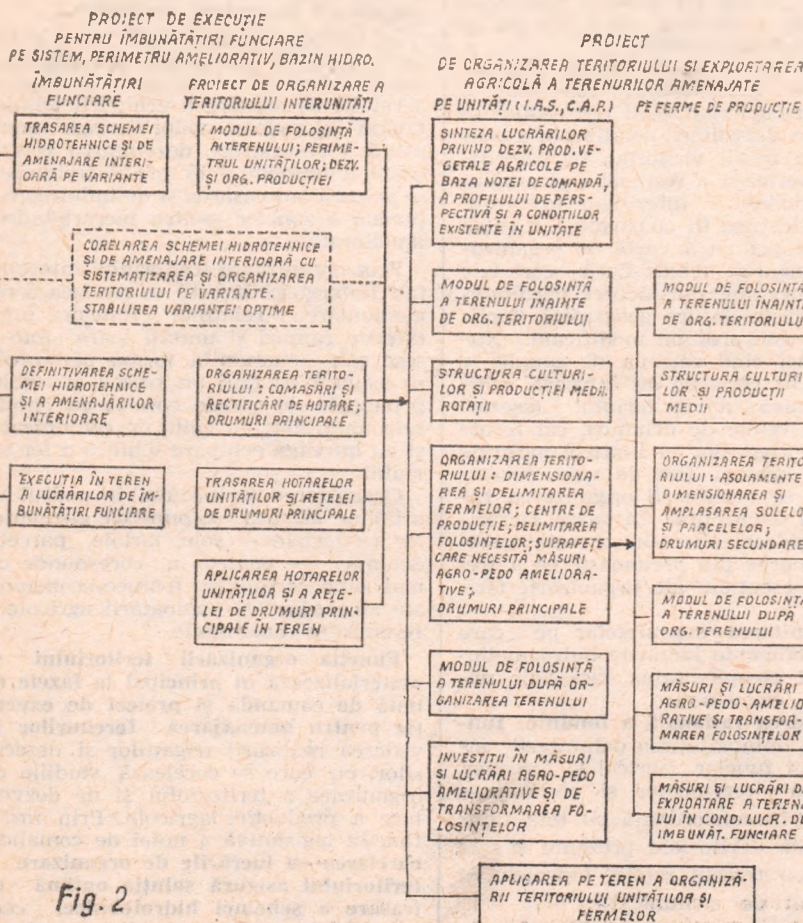 PROIECT DE EXECUȚIE
PENTRU ÎMBUNĂTĂȚIRI FUNCIARE
PE SISTEM, PERIMETRU AMELIORATIV, BAZIN HIDRO.
ÎMBUNĂTĂȚIRI
FUNCIARE
PROIECT DE ORGANIZARE A
TERITORIULUI INTERUNITĂȚI
TRASAREA SCHEMEI
HIDROTEHNICE ȘI DE
AMENAJARE INTERI-
OARĂ PE VARIANTE
MODUL DE FOLOSINȚĂ
AL TERENULUI; PERIME-
TRUL UNITĂȚILOR; DEZV.
ȘI ORG. PRODUCȚIEI
CORELAREA SCHEMEI HIDROTEHNICE
ȘI DE AMENAJARE INTERIOARĂ CU
SISTEMATIZAREA ȘI ORGANIZAREA
TERITORIULUI PE VARIANTE.
STABILIREA VARIANTEI OPTIME
DEFINITIVAREA SCHE-
MEI HIDROTEHNICE
ȘI A AMENAJĂRILOR
INTERIOARE
ORGANIZAREA TERITO-
RIULUI : COMASĂRI ȘI
RECTIFICĂRI DE HOTARE;
DRUMURI PRINCIPALE
EXECUȚIA ÎN TEREN
A LUCRĂRILOR DE ÎM-
BUNĂTĂȚIRI FUNCIARE
TRASAREA HOTARELOR
UNITĂȚILOR ȘI REȚELEI
DE DRUMURI PRINCIPALE
APLICAREA HOTARELOR
UNITĂȚILOR ȘI A REȚE-
LEI DE DRUMURI PRIN-
CIPALE ÎN TEREN
PROIECT
DE ORGANIZAREA TERITORIULUI ȘI EXPLOATAREA
AGRICOLĂ A TERENURILOR AMENAJATE
PE UNITĂȚI (I.A.S., C.A.P.)
PE FERME DE PRODUCȚIE
SINTEZA LUCRĂRILOR
PRIVIND DEZV. PROD. VE-
GETALE AGRICOLE PE
BAZA NOTEI DE COMANDĂ,
A PROFILULUI DE PERS-
PECTIVĂ ȘI A CONDIȚIILOR
EXISTENTE ÎN UNITATE
MODUL DE FOLOSINȚĂ
A TERENULUI ÎNAINTE
DE ORG. TERITORIULUI
STRUCTURA CULTURI-
LOR ȘI PRODUCȚIEI MEDII.
ROTAȚII
ORGANIZAREA TERITO-
RIULUI : DIMENSIONA-
REA ȘI DELIMITAREA
FERMELOR; CENTRE DE
PRODUCȚIE; DELIMITAREA
FOLOSINȚELOR; SUPRAFEȚE
CARE NECESITĂ MĂSURI
AGRO-PEDO AMELIORA-
TIVE;
DRUMURI PRINCIPALE
MODUL DE FOLOSINȚĂ
A TERENULUI DUPĂ OR-
GANIZAREA TERENULUI
INVESTIȚII ÎN MĂSURI
ȘI LUCRĂRI AGRO-PEDO
AMELIORATIVE ȘI DE
TRANSFORMAREA FO-
LOSINȚELOR
MODUL DE FOLOSINȚĂ
A TERENULUI ÎNAINT
DE ORG. TERITORIULU
STRUCTURA CULTURI
LOR ȘI PRODUCȚII
MEDII
ORGANIZAREA TERITO
RIULUI : ASOLAMENTE
DIMENSIONAREA ȘI
AMPLASAREA SOLELO
ȘI PARCELELOR;
DRUMURI SECUNDARE
MODUL DE FOLOSINȚĂ
A TERENULUI DUPĂ
ORG. TERENULUI
MĂSURI ȘI LUCRĂRI
AGRO-PEDO-AMELIO
RATIVE ȘI TRANSFOR-
MAREA FOLOSINȚELOR
MĂSURI ȘI LUCRĂRI D
EXPLOATARE A TERENU
LUI ÎN COND. LUCR. DE
ÎMBUNĂT. FUNCIARE
APLICAREA PE TEREN A ORGANIZĂ-
RII TERITORIULUI UNITĂȚILOR ȘI
FERMELOR
Fig. 2